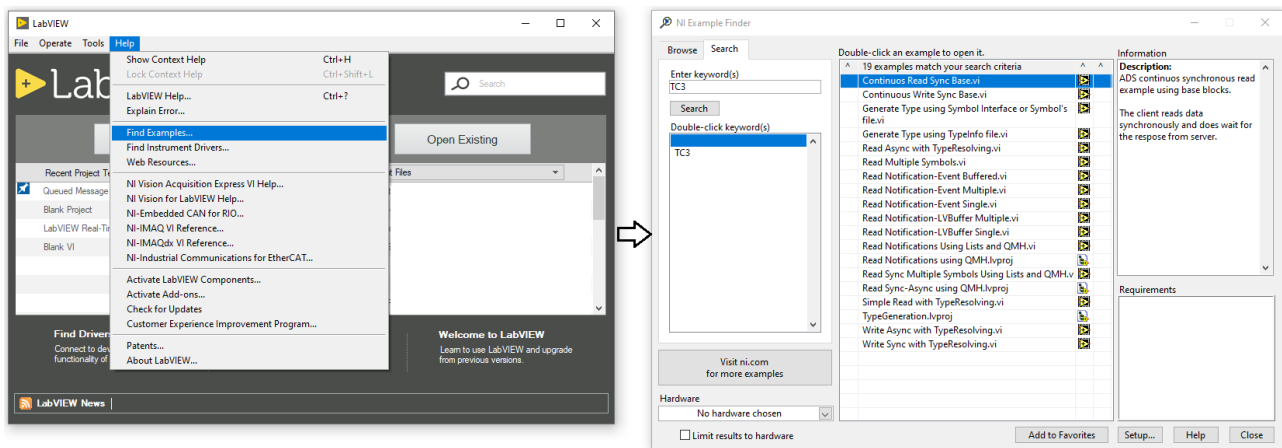 LabVIEW
File Operate Tools Help
Lab
Search
Show Context Help Ctrl+H
Lock Context Help Ctrl+Shift+L
LabVIEW Help... Ctrl+?
Explain Error...
Find Examples...
Find Instrument Drivers...
Web Resources...
NI Vision Acquisition Express VI Help...
NI Vision for LabVIEW Help...
NI-Embedded CAN for RIO...
NI-IMAQ VI Reference...
NI-IMAQdx VI Reference...
NI-Industrial Communications for EtherCAT...
Activate LabVIEW Components...
Activate Add-ons...
Check for Updates
Customer Experience Improvement Program...
Patents...
About LabVIEW...
Open Existing
Recent Project Te
t Files
Queued Message
Blank Project
LabVIEW Real-Tir
Blank VI
Find Driver
Connect to dev
functionality of
Welcome to LabVIEW
Learn to use LabVIEW and upgrade
from previous versions.
LabVIEW News
NI Example Finder
Browse Search
Enter keyword(s)
TC3
Search
Double-click keyword(s)
TC3
Visit ni.com
for more examples
Hardware
No hardware chosen
Limit results to hardware
Double-click an example to open it.
19 examples match your search criteria
Continuos Read Sync Base.vi
Continuous Write Sync Base.vi
Generate Type using Symbol Interface or Symbol's
file.vi
Generate Type using TypeInfo file.vi
Read Async with TypeResolving.vi
Read Multiple Symbols.vi
Read Notification-Event Buffered.vi
Read Notification-Event Multiple.vi
Read Notification-Event Single.vi
Read Notification-LVBuffer Multiple.vi
Read Notification-LVBuffer Single.vi
Read Notifications Using Lists and QMH.vi
Read Notifications using QMH.lvproj
Read Sync Multiple Symbols Using Lists and QMH.v
Read Sync-Async using QMH.lvproj
Simple Read with TypeResolving.vi
TypeGeneration.lvproj
Write Async with TypeResolving.vi
Write Sync with TypeResolving.vi
Information
Description:
ADS continuos synchronous read
example using base blocks.
The client reads data
synchronously and does wait for
the respose from server.
Requirements
Add to Favorites Setup... Help Close